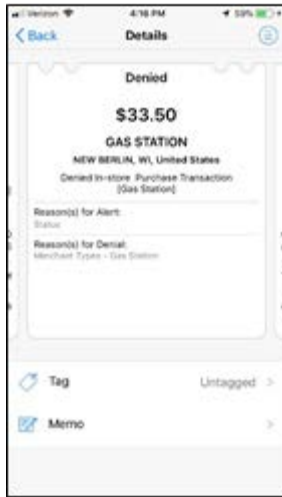 Verizon 4:16 PM 59%
Back Details
Denied
$33.50
GAS STATION
NEW BERLIN, WI, United States
Denied In-store Purchase Transaction
[Gas Station]
Reason(s) for Alert:
Status
Reason(s) for Denial:
Merchant Types - Gas Station
Tag Untagged >
Memo >